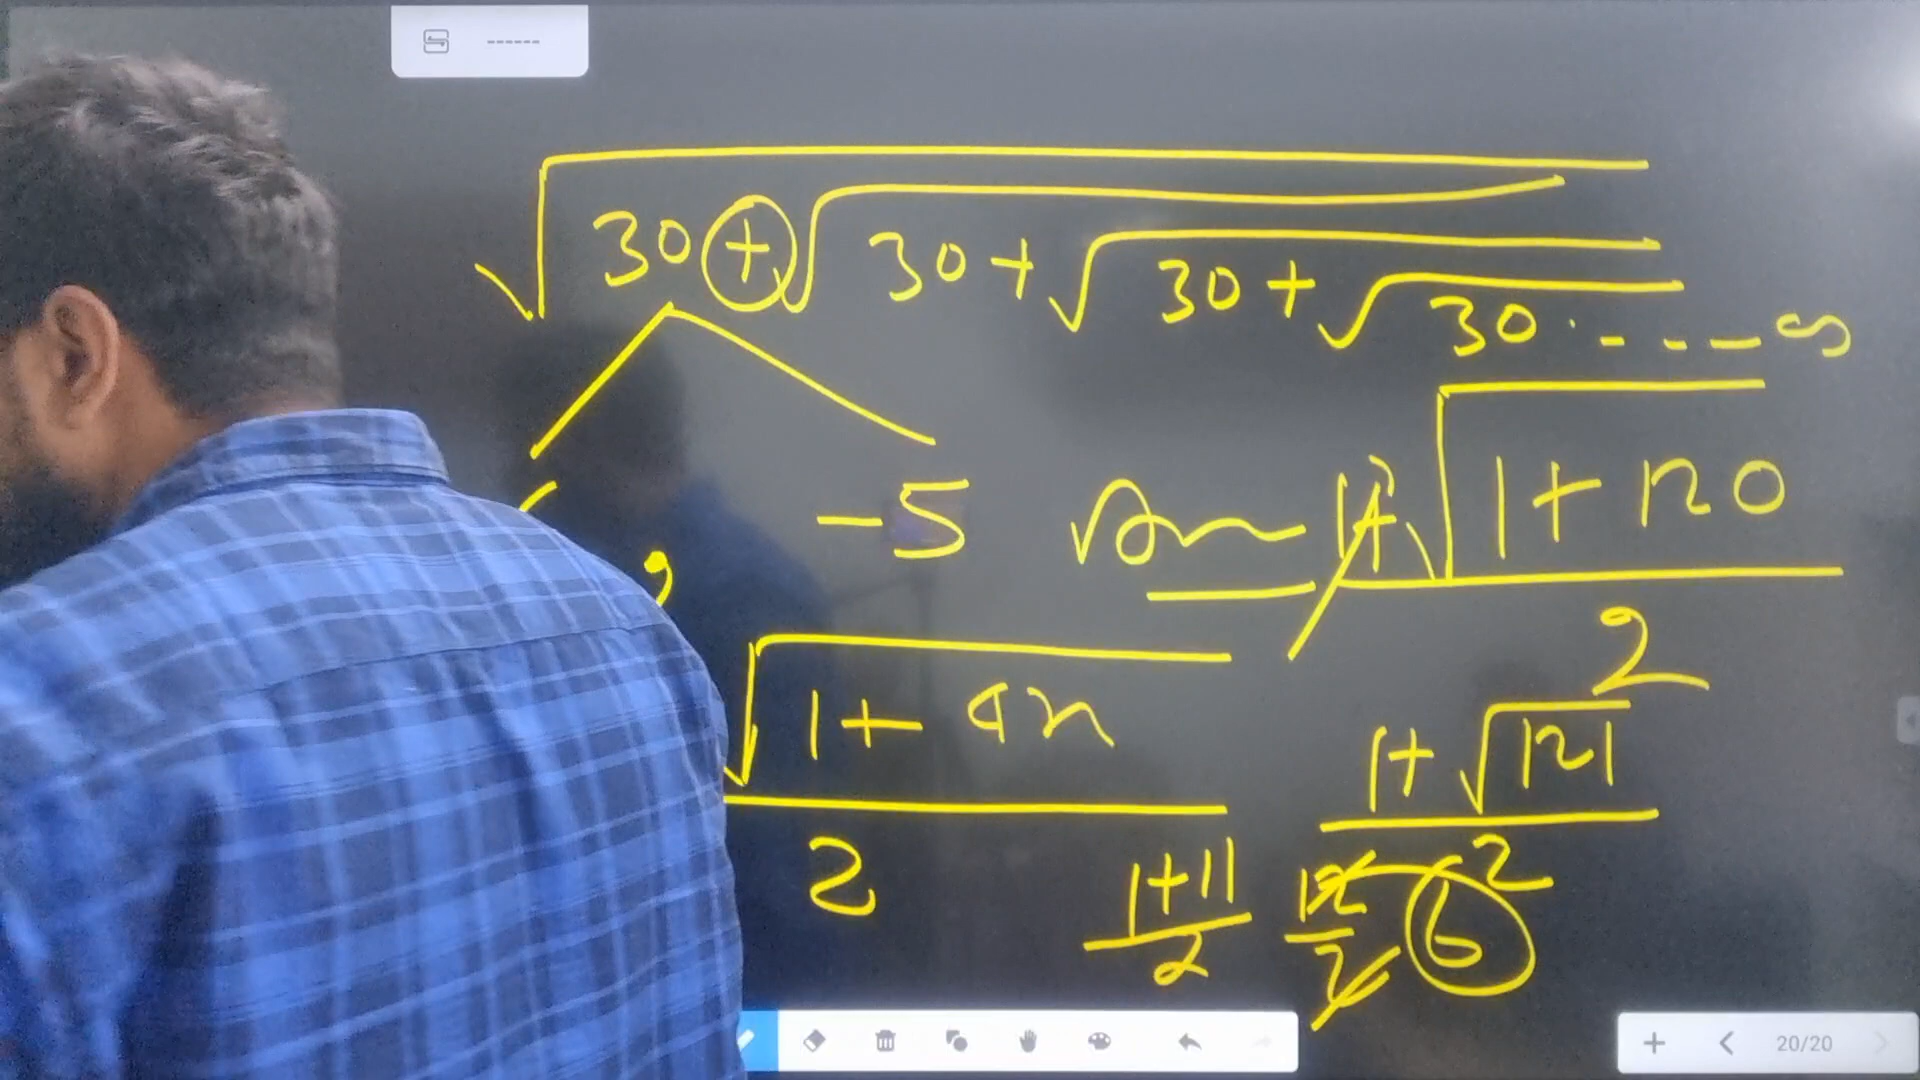 ------
√30 + √30 + √30 + √30 . - - - ∞
- 5
1 + √1 + 120
2
√1 + 4x
2
1 + √121
2
1 + 11
2
12
2
6
20/20